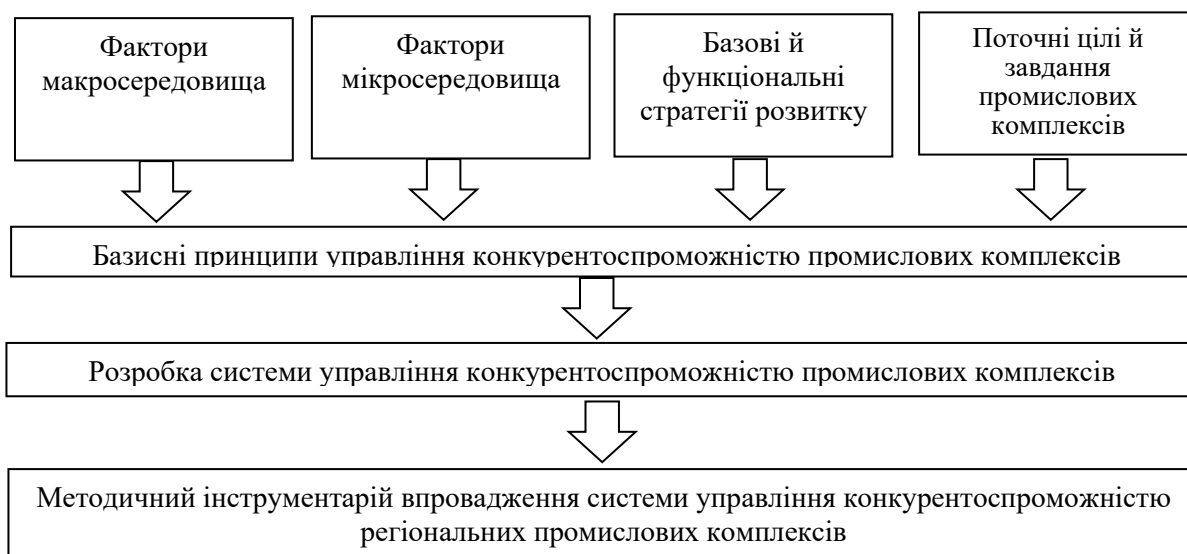 Фактори
макросередовища
Фактори
мікросередовища
Базові й
функціональні
стратегії розвитку
Поточні цілі й
завдання
промислових
комплексів
Базисні принципи управління конкурентоспроможністю промислових комплексів
Розробка системи управління конкурентоспроможністю промислових комплексів
Методичний інструментарій впровадження системи управління конкурентоспроможністю
регіональних промислових комплексів